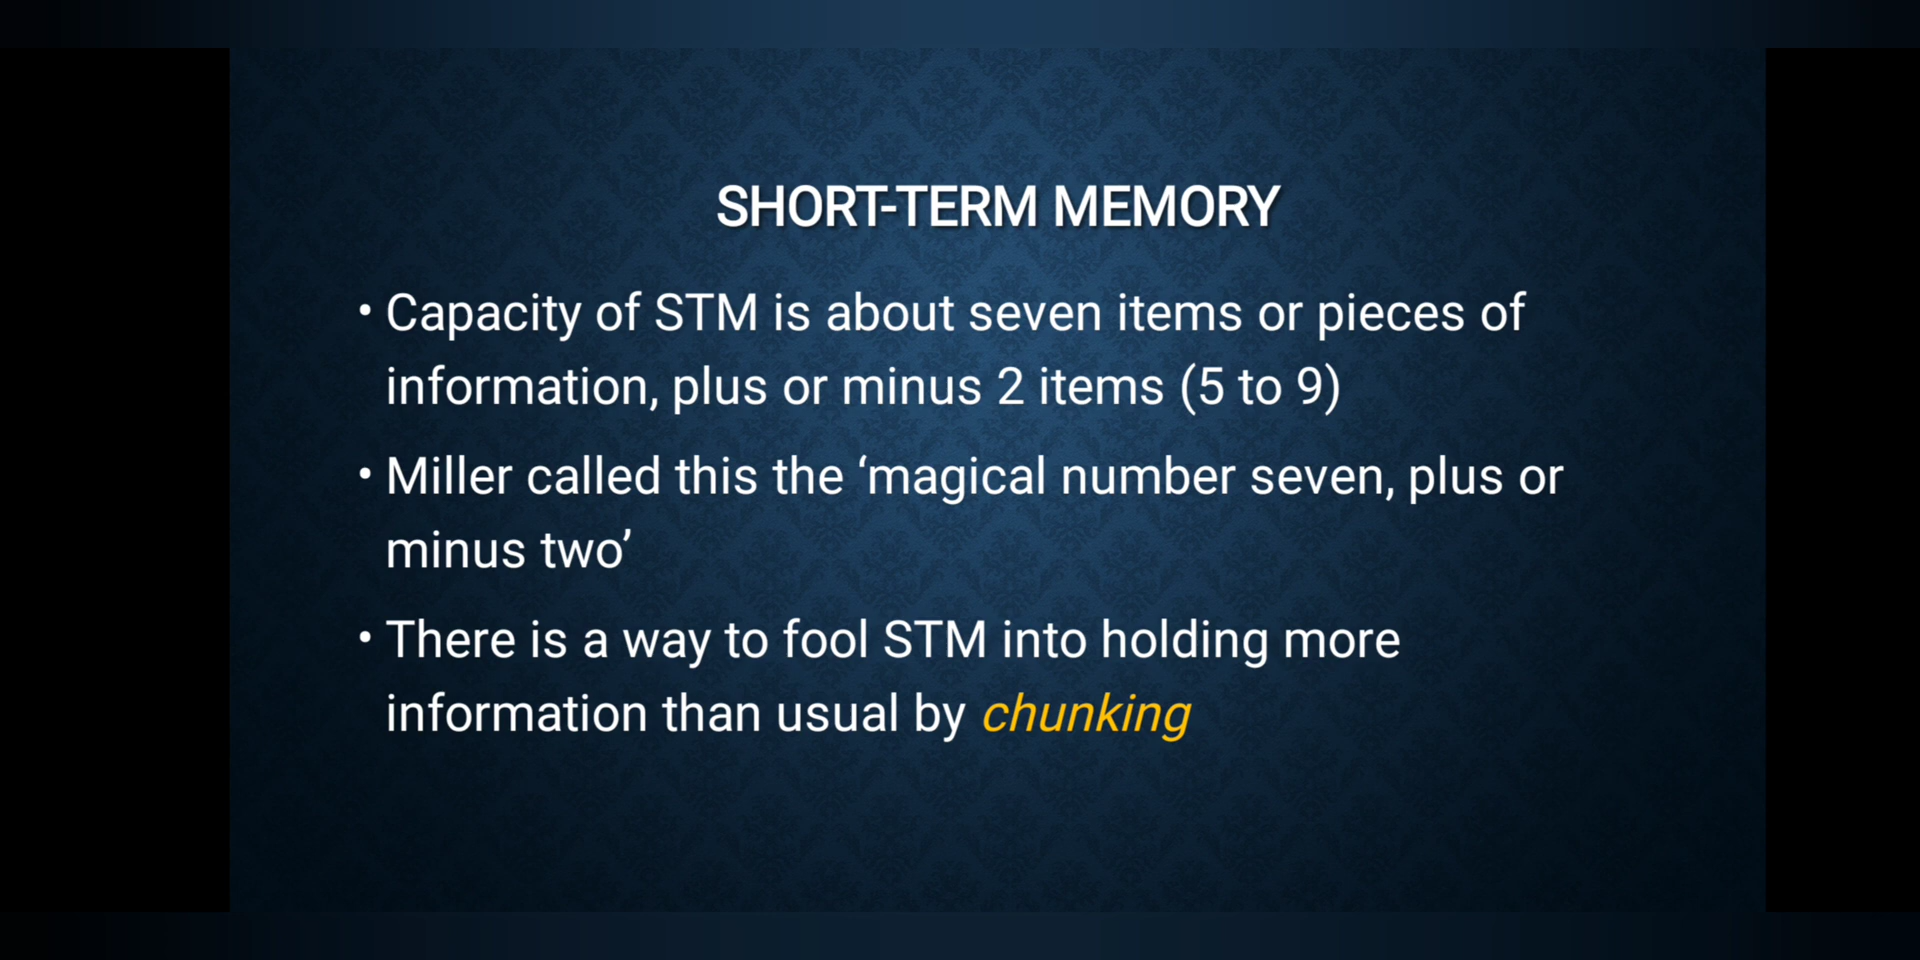 SHORT-TERM MEMORY
• Capacity of STM is about seven items or pieces of
information, plus or minus 2 items (5 to 9)
• Miller called this the ‘magical number seven, plus or
minus two’
• There is a way to fool STM into holding more
information than usual by chunking